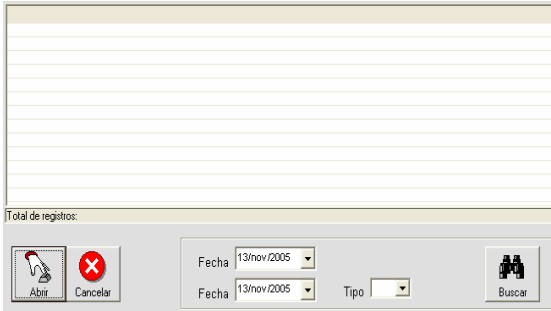 Total de registros:
Fecha 13/nov/2005
Fecha 13/nov/2005 Tipo
Abrir Cancelar Buscar